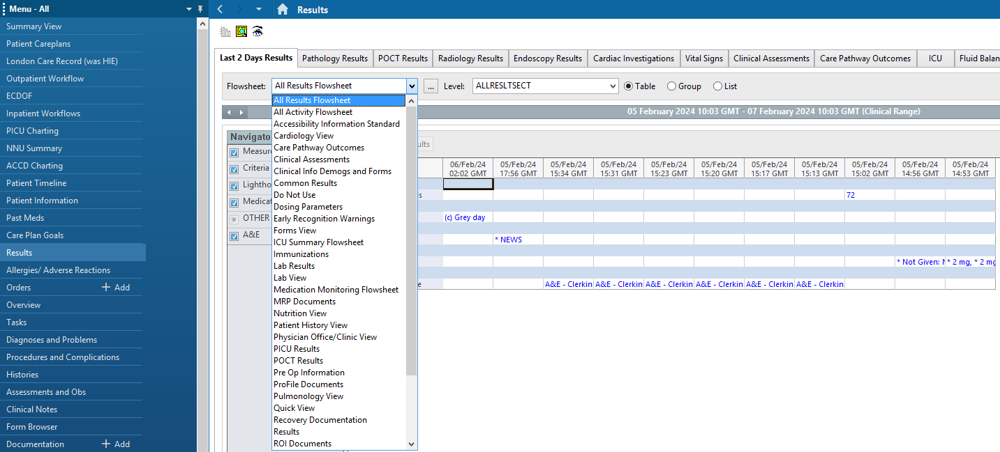 Menu - All
Summary View
Patient Careplans
London Care Record (was HIE)
Outpatient Workflow
ECDOF
Inpatient Workflows
PICU Charting
NNU Summary
ACCD Charting
Patient Timeline
Patient Information
Past Meds
Care Plan Goals
Results
Allergies/ Adverse Reactions
Orders + Add
Overview
Tasks
Diagnoses and Problems
Procedures and Complications
Histories
Assessments and Obs
Clinical Notes
Form Browser
Documentation + Add
Results
Last 2 Days Results Pathology Results POCT Results Radiology Results Endoscopy Results Cardiac Investigations Vital Signs Clinical Assessments Care Pathway Outcomes ICU Fluid Balan
Flowsheet: All Results Flowsheet ... Level: ALLRESLTSECT Table Group List
05 February 2024 10:03 GMT - 07 February 2024 10:03 GMT (Clinical Range)
All Results Flowsheet
All Activity Flowsheet
Accessibility Information Standard
Cardiology View
Care Pathway Outcomes
Clinical Assessments
Clinical Info Demogs and Forms
Common Results
Do Not Use
Dosing Parameters
Early Recognition Warnings
Forms View
ICU Summary Flowsheet
Immunizations
Lab Results
Lab View
Medication Monitoring Flowsheet
MRP Documents
Nutrition View
Patient History View
Physician Office/Clinic View
PICU Results
POCT Results
Pre Op Information
ProFile Documents
Pulmonology View
Quick View
Recovery Documentation
Results
ROI Documents
Navigato
Measur
Criteria
Lightho
Medicat
OTHER
A&E
ults
06/Feb/24 05/Feb/24 05/Feb/24 05/Feb/24 05/Feb/24 05/Feb/24 05/Feb/24 05/Feb/24 05/Feb/24 05/Feb/24 05/Feb/24
02:02 GMT 17:56 GMT 15:34 GMT 15:31 GMT 15:23 GMT 15:20 GMT 15:17 GMT 15:13 GMT 15:02 GMT 14:56 GMT 14:53 GMT
s 72
(c) Grey day
* NEWS
* Not Given: N * 2 mg, * 2 mg
e A&E - Clerkin A&E - Clerkin A&E - Clerkin A&E - Clerkin A&E - Clerkin A&E - Clerkin